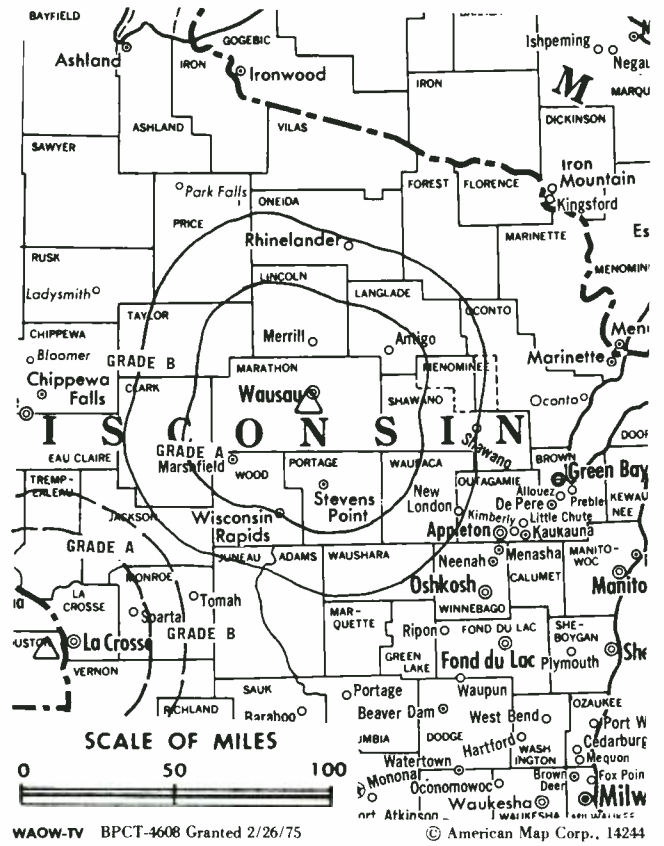 BAYFIELD
GOGEBIC
Ashland
IRON
Ironwood
Ishpeming
IRON
M
DICKINSON
ASHLAND
VILAS
SAWYER
Iron
Mountain
Kingsford
FOREST
FLORENCE
Park Falls
ONEIDA
PRICE
MARINETTE
Rhinelander
RUSK
LINCOLN
LANGLADE
Ladysmith
TAYLOR
OCONTO
CHIPPEWA
Merrill
Antigo
Bloomer
GRADE B
Marinette
MARATHON
MENOMINEE
Chippewa
Falls
CLARK
Wausau
SHAWANO
Oconto
I S C O N S I N
Shawano
EAU CLAIRE
GRADE A
Marshfield
WOOD
PORTAGE
WAUPACA
BROWN
Green Bay
TREMP-
EALEAU
OUTAGAMIE
Stevens
Point
New
London
Allouez
De Pere
Preble
KEWAU
NEE
JACKSON
Wisconsin
Rapids
Kimberly
Little Chute
Appleton
Kaukauna
GRADE A
JUNEAU
ADAMS
WAUSHARA
Neenah
Menasha
MANITO-
WOC
MONROE
CALUMET
LA
CROSSE
Oshkosh
Manito
Sparta
Tomah
WINNEBAGO
MAR-
QUETTE
La Crosse
GRADE B
Ripon
FOND DU LAC
SHE-
BOYGAN
GREEN
LAKE
Fond du Lac
Plymouth
She
VERNON
SAUK
Portage
Waupun
RICHLAND
Baraboo
Beaver Dam
West Bend
OZAUKEE
Port W
DODGE
Hartford
WASH
INGTON
Cedarburg
Mequon
SCALE OF MILES
Watertown
Brown
Deer
Fox Poin
0 50 100
Monona
Oconomowoc
Waukesha
Milw
ort Atkinson
WAUKESHA
MILWAUKEE
WAOW-TV BPCT-4608 Granted 2/26/75
© American Map Corp., 14244